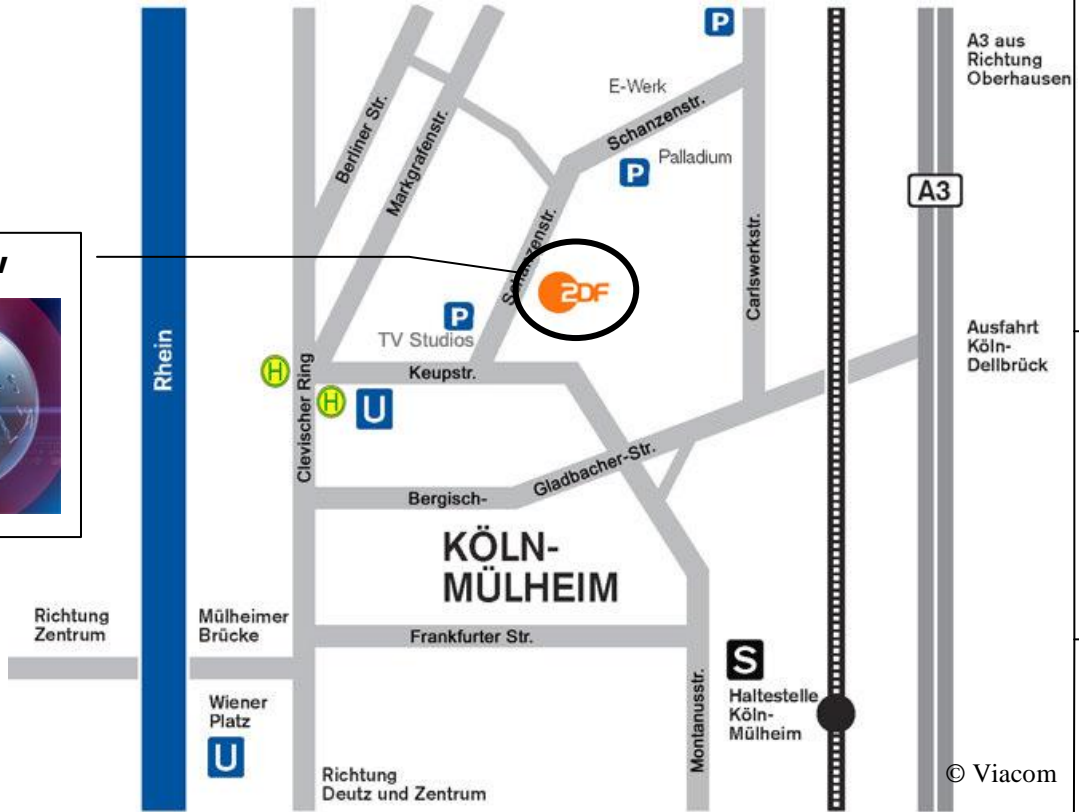 P
A3 aus
Richtung
Oberhausen
E-Werk
Schanzenstr.
Berliner Str.
Markgrafenstr.
Palladium
P
A3
Schanzenstr.
Carlswerkstr.
ZDF
P
TV Studios
Rhein
Ausfahrt
Köln-
Dellbrück
H
Keupstr.
H
U
Clevischer Ring
Gladbacher-Str.
Bergisch-
KÖLN-
MÜLHEIM
Richtung
Zentrum
Mülheimer
Brücke
Frankfurter Str.
S
Haltestelle
Köln-
Mülheim
Montanusstr.
Wiener
Platz
U
Richtung
Deutz und Zentrum
© Viacom